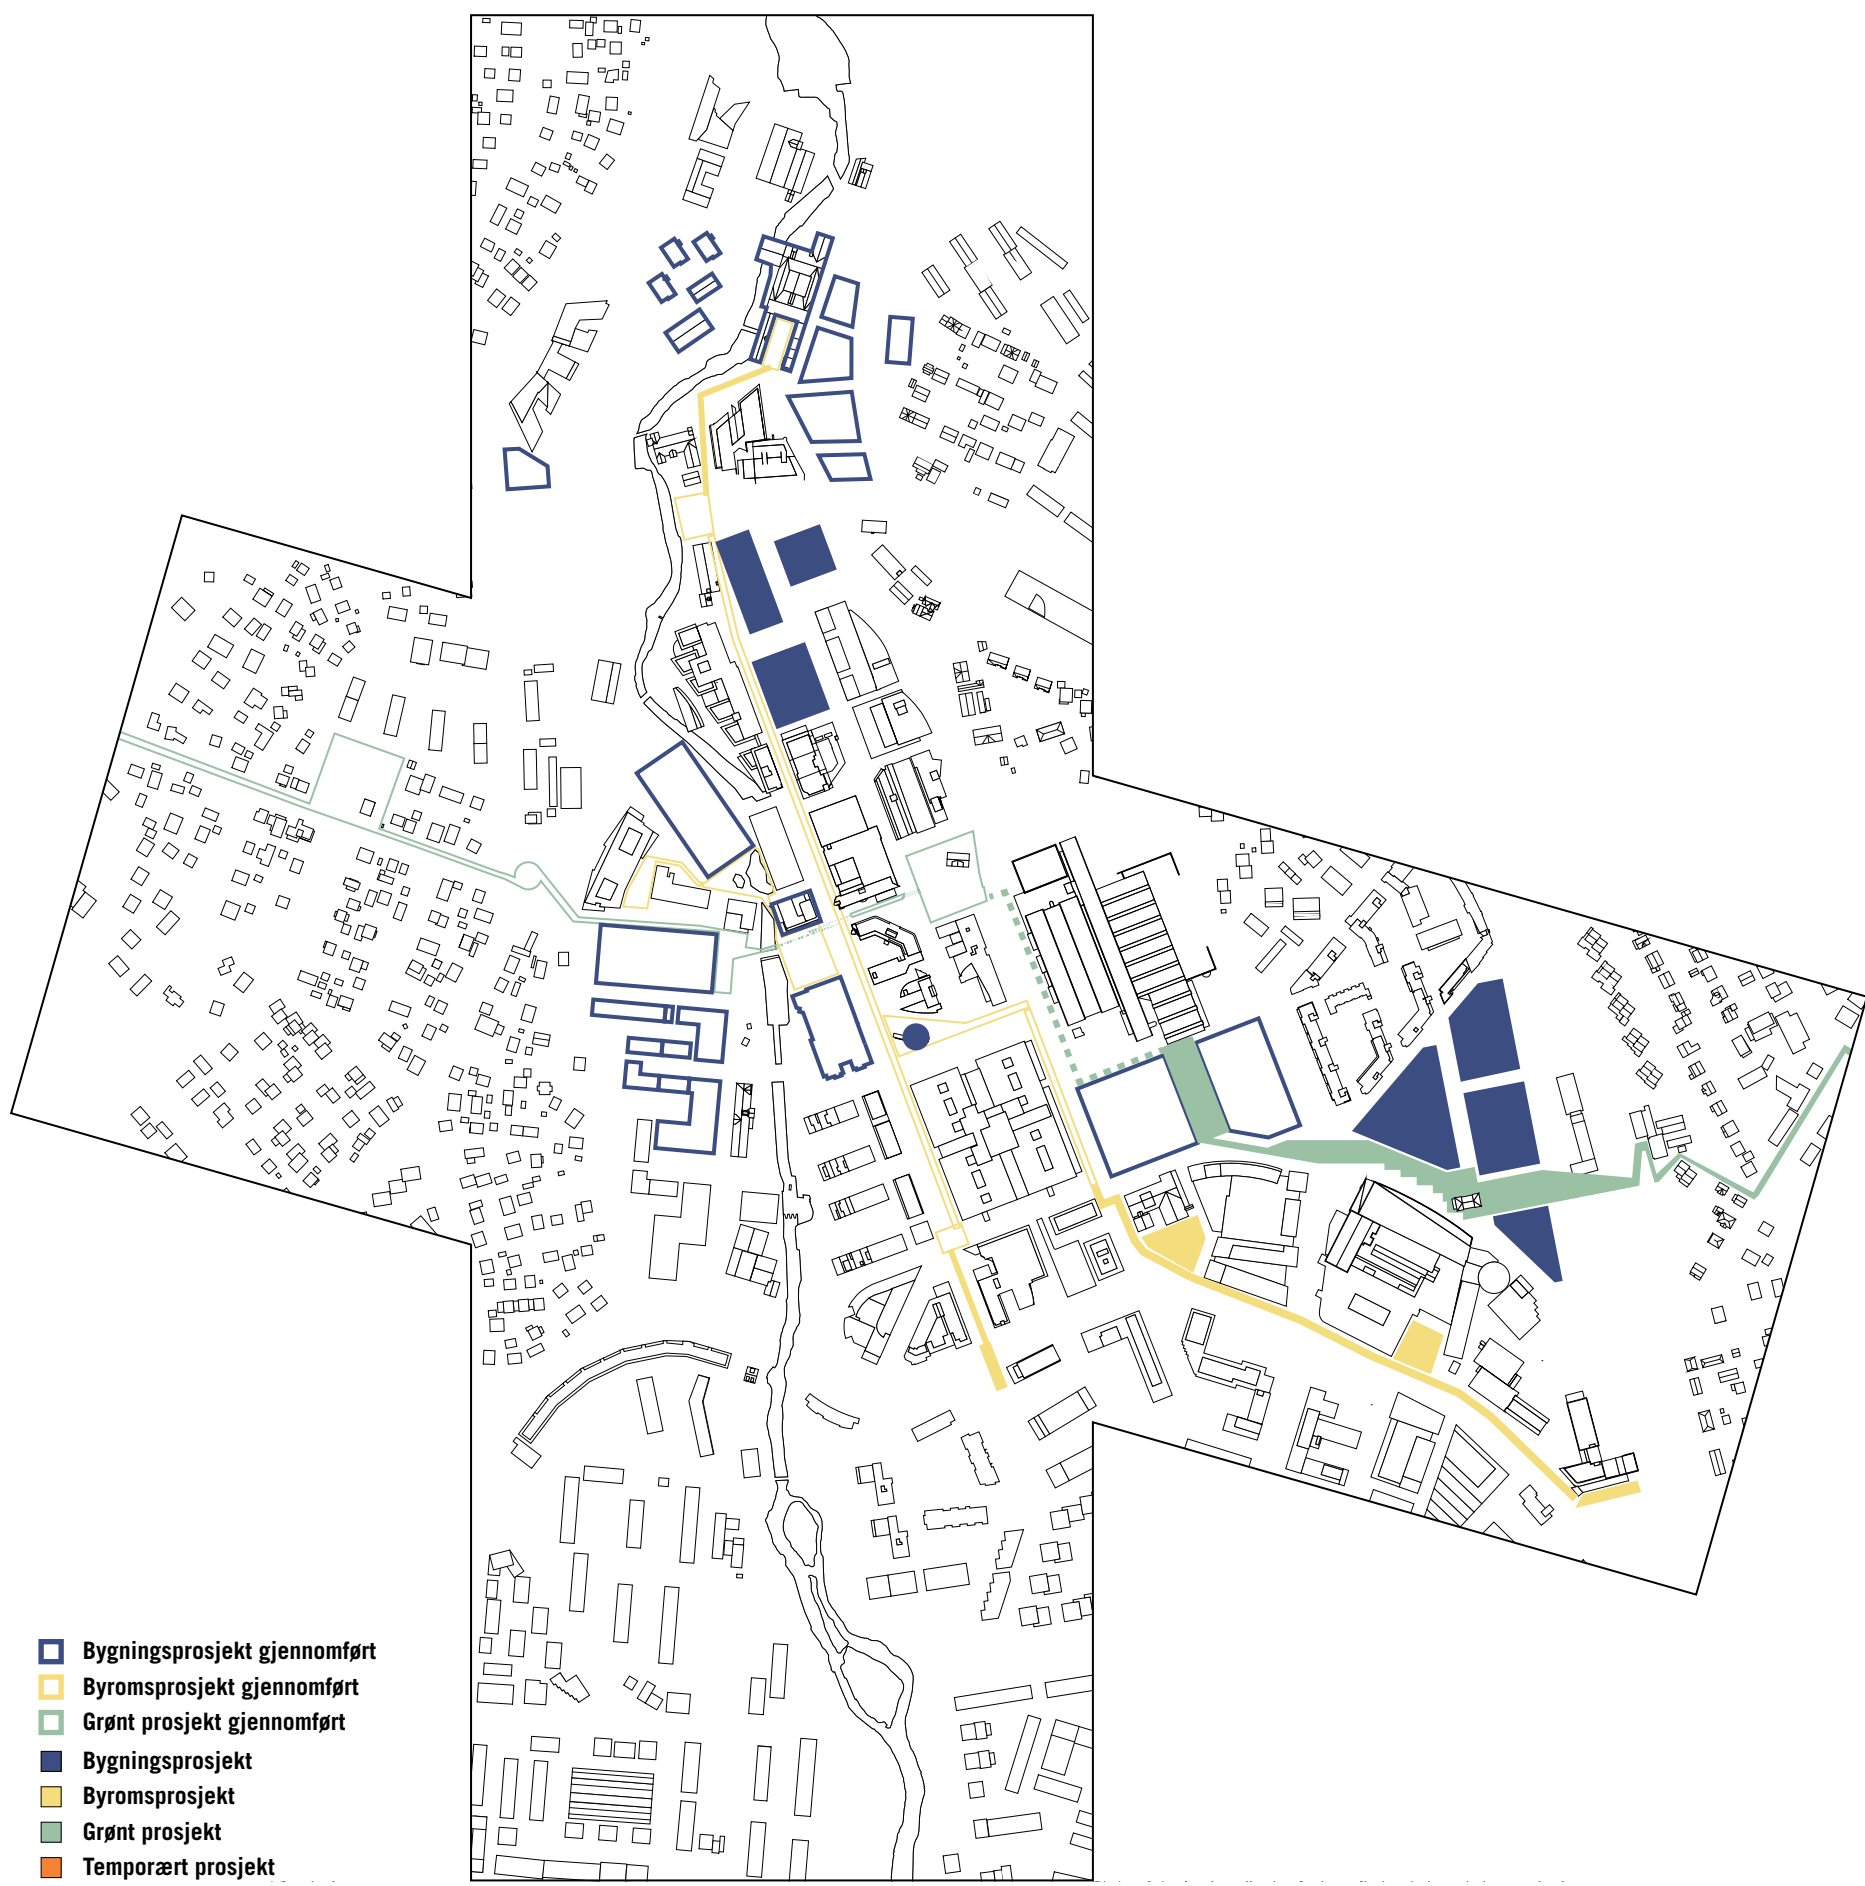 Bygningsprosjekt gjennomført
Byromsprosjekt gjennomført
Grønt prosjekt gjennomført
Bygningsprosjekt
Byromsprosjekt
Grønt prosjekt
Temporært prosjekt